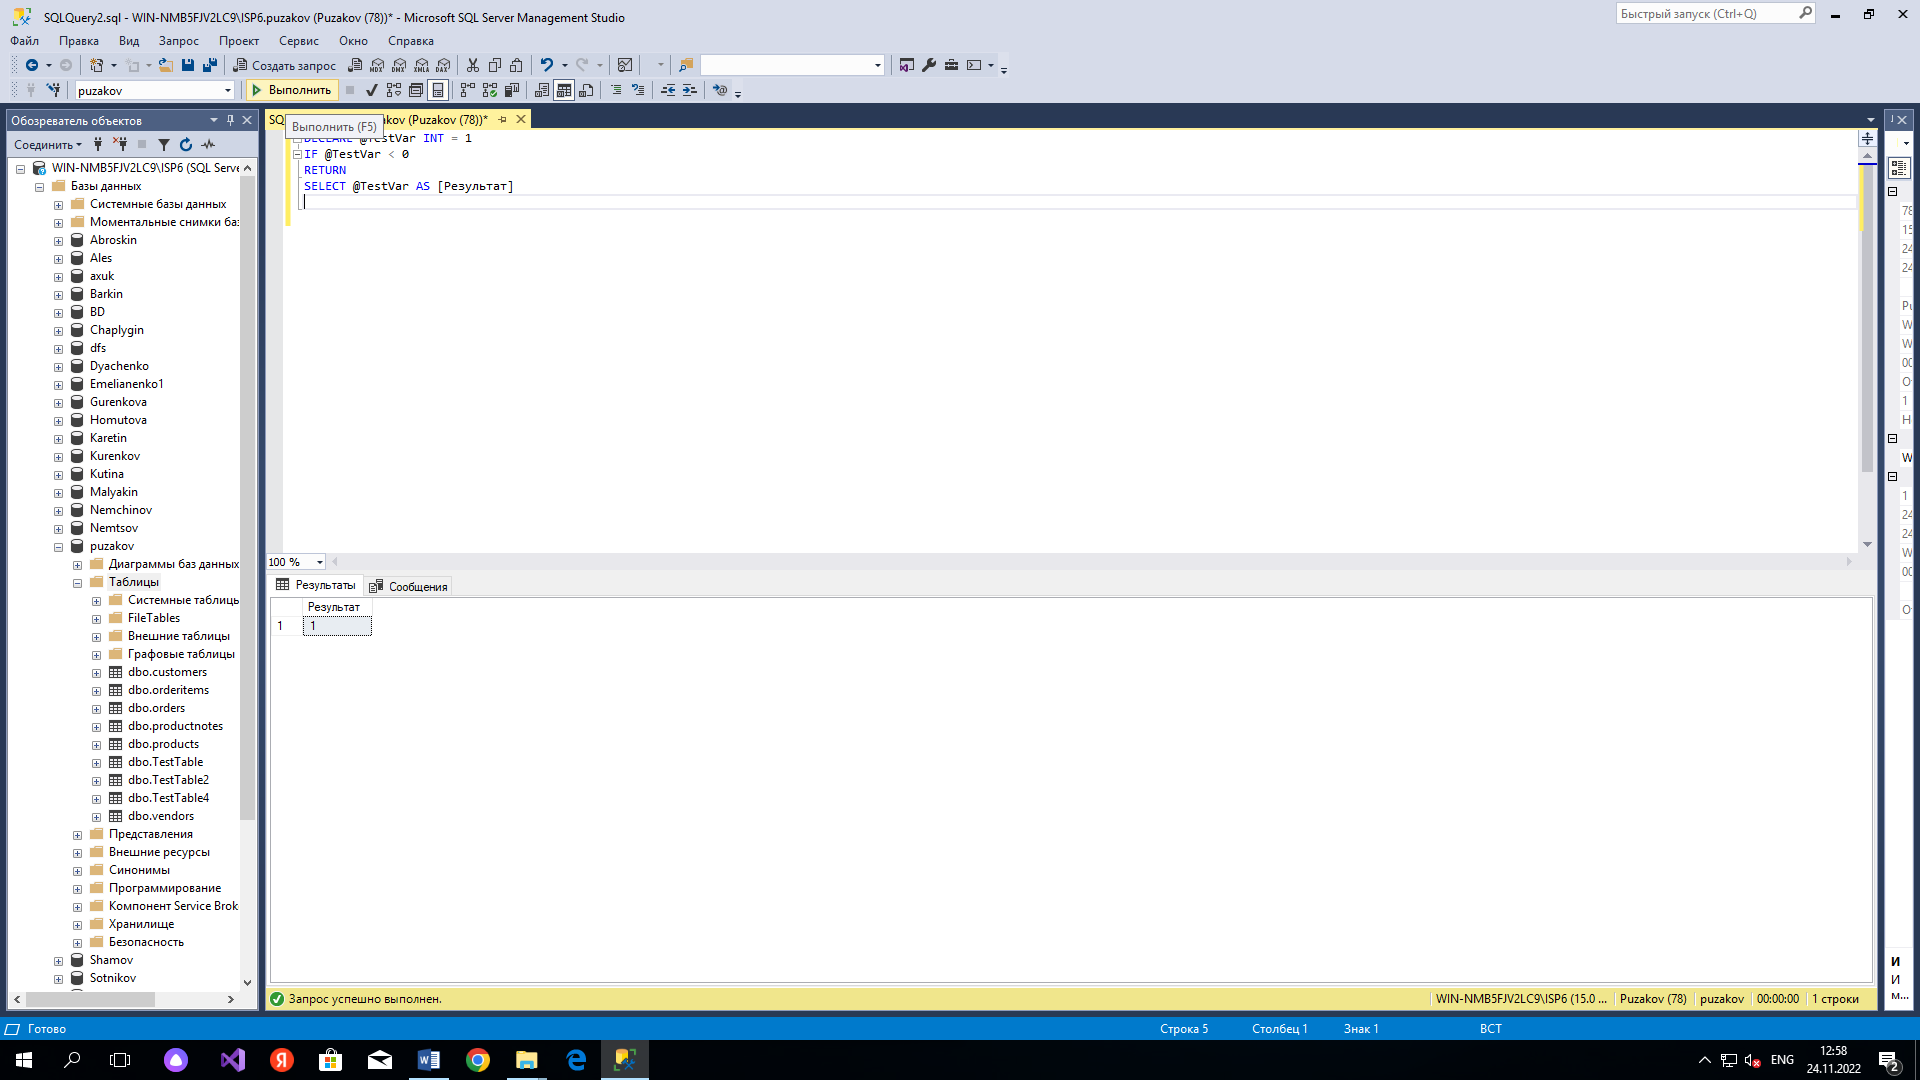 SQLQuery2.sql - WIN-NMB5FJV2LC9\ISP6.puzakov (Puzakov (78))* - Microsoft SQL Server Management Studio
Быстрый запуск (Ctrl+Q)
Файл Правка Вид Запрос Проект Сервис Окно Справка
Создать запрос
puzakov
Выполнить
Обозреватель объектов
akov (Puzakov (78))*
Выполнить (F5)
Соединить
DECLARE @TestVar INT = 1
IF @TestVar < 0
RETURN
SELECT @TestVar AS [Результат]
WIN-NMB5FJV2LC9\ISP6 (SQL Serve
Базы данных
Системные базы данных
Моментальные снимки баз
Abroskin
Ales
axuk
Barkin
BD
Chaplygin
dfs
Dyachenko
Emelianenko1
Gurenkova
Homutova
Karetin
Kurenkov
Kutina
Malyakin
Nemchinov
Nemtsov
puzakov
Диаграммы баз данных
Таблицы
Системные таблицы
FileTables
Внешние таблицы
Графовые таблицы
dbo.customers
dbo.orderitems
dbo.orders
dbo.productnotes
dbo.products
dbo.TestTable
dbo.TestTable2
dbo.TestTable4
dbo.vendors
Представления
Внешние ресурсы
Синонимы
Программирование
Компонент Service Brok
Хранилище
Безопасность
Shamov
Sotnikov
100 %
Результаты Сообщения
Результат
1 1
Запрос успешно выполнен.
WIN-NMB5FJV2LC9\ISP6 (15.0 ... Puzakov (78) puzakov 00:00:00 1 строки
Готово
Строка 5 Столбец 1 Знак 1 ВСТ
ENG
12:58
24.11.2022
2